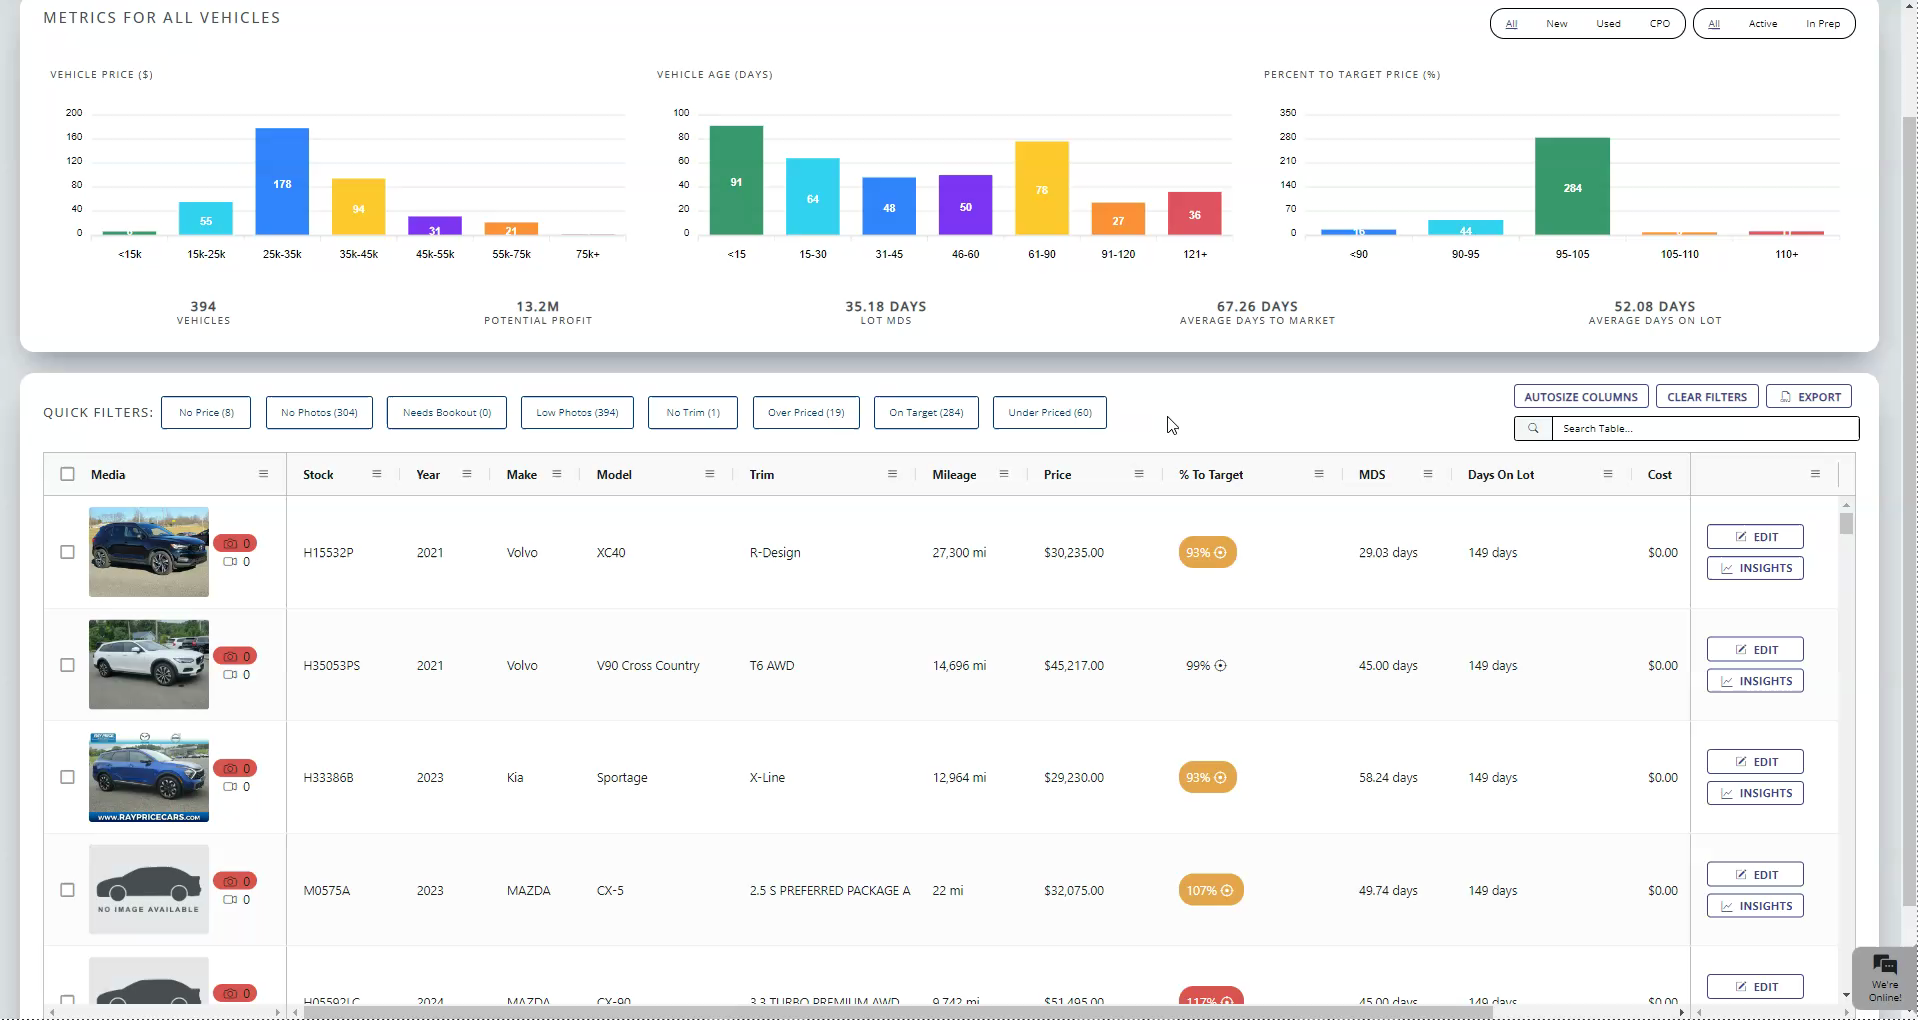 METRICS FOR ALL VEHICLES
All New Used CPO
All Active In Prep
VEHICLE PRICE ($)
200
160
120
80
40
0
55
178
94
31
21
<15k 15k-25k 25k-35k 35k-45k 45k-55k 55k-75k 75k+
VEHICLE AGE (DAYS)
100
80
60
40
20
0
91
64
48
50
78
27
36
<15 15-30 31-45 46-60 61-90 91-120 121+
PERCENT TO TARGET PRICE (%)
350
280
210
140
70
0
16
44
284
<90 90-95 95-105 105-110 110+
394
VEHICLES
13.2M
POTENTIAL PROFIT
35.18 DAYS
LOT MDS
67.26 DAYS
AVERAGE DAYS TO MARKET
52.08 DAYS
AVERAGE DAYS ON LOT
QUICK FILTERS: No Price (8) No Photos (304) Needs Bookout (0) Low Photos (394) No Trim (1) Over Priced (19) On Target (284) Under Priced (60)
AUTOSIZE COLUMNS CLEAR FILTERS EXPORT
Search Table...
Media Stock Year Make Model Trim Mileage Price % To Target MDS Days On Lot Cost
0
0
H15532P 2021 Volvo XC40 R-Design 27,300 mi $30,235.00 93% 29.03 days 149 days $0.00
EDIT
INSIGHTS
0
0
H35053PS 2021 Volvo V90 Cross Country T6 AWD 14,696 mi $45,217.00 99% 45.00 days 149 days $0.00
EDIT
INSIGHTS
WWW.RAYPRICECARS.COM
0
0
H33386B 2023 Kia Sportage X-Line 12,964 mi $29,230.00 93% 58.24 days 149 days $0.00
EDIT
INSIGHTS
NO IMAGE AVAILABLE
0
0
M0575A 2023 MAZDA CX-5 2.5 S PREFERRED PACKAGE A 22 mi $32,075.00 107% 49.74 days 149 days $0.00
EDIT
INSIGHTS
0
H05592LC 2024 MAZDA CX-90 3.3 TURBO PREMIUM AWD 9,742 mi $51,495.00 117% 45.00 days 149 days $0.00
EDIT
We're
Online!